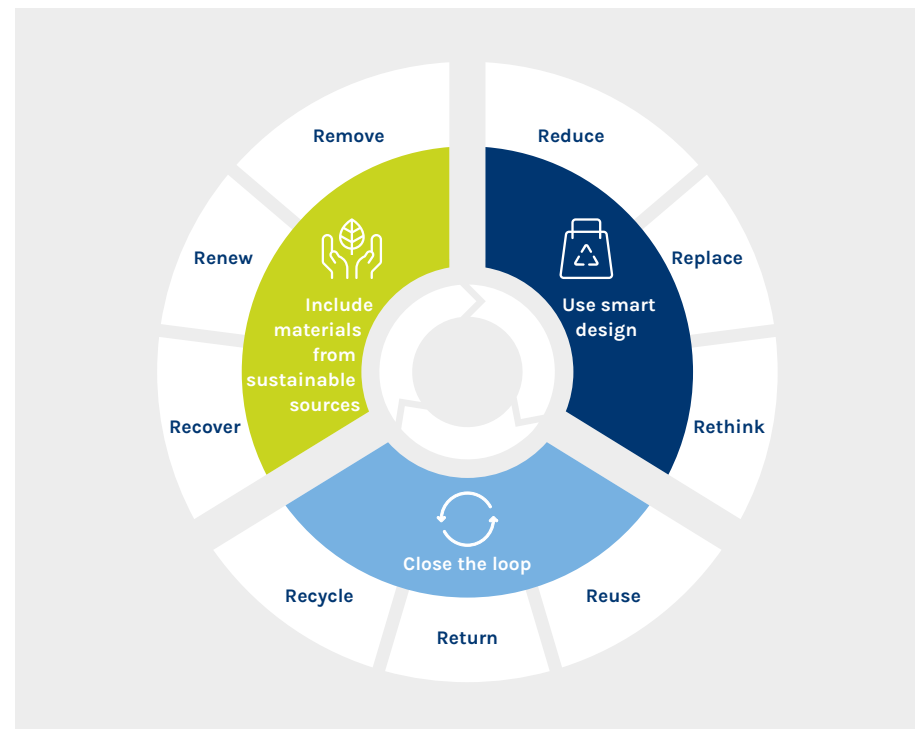 Remove
Reduce
Renew
Replace
Include
materials
from
sustainable
sources
Use smart
design
Recover
Rethink
Close the loop
Recycle
Reuse
Return